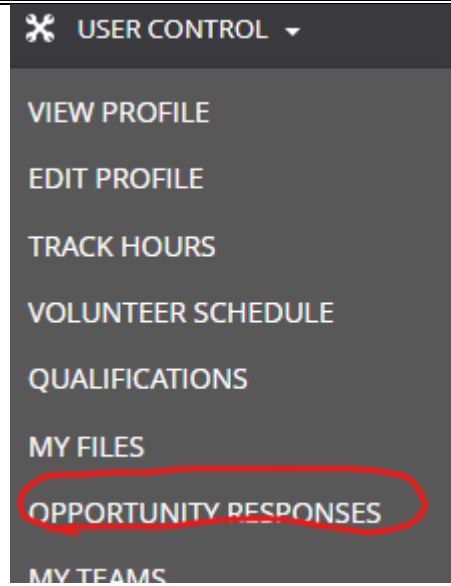 USER CONTROL
VIEW PROFILE
EDIT PROFILE
TRACK HOURS
VOLUNTEER SCHEDULE
QUALIFICATIONS
MY FILES
OPPORTUNITY RESPONSES
MY TEAMS